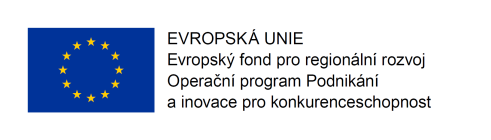 EVROPSKÁ UNIE
Evropský fond pro regionální rozvoj
Operační program Podnikání
a inovace pro konkurenceschopnost